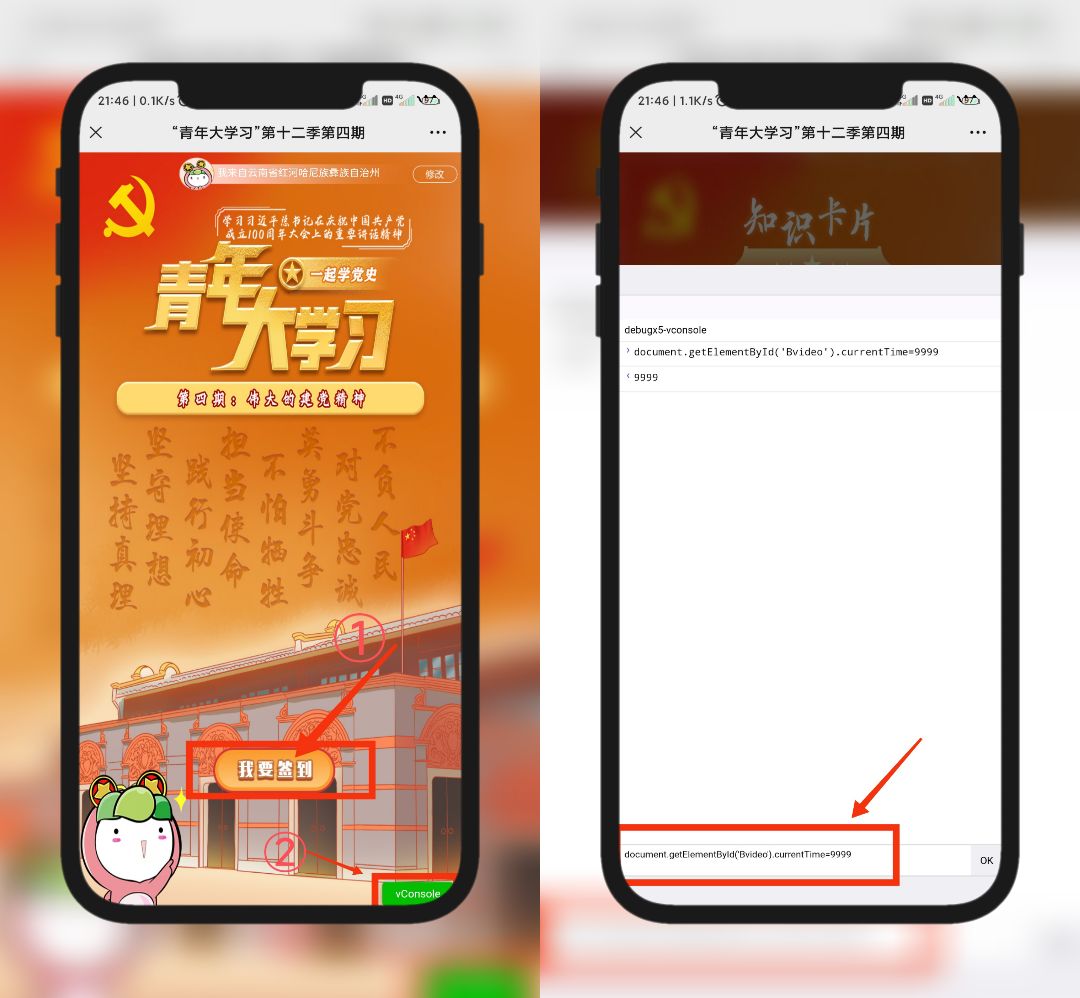 21:46 | 0.1K/s
4G
HD
4G
97
“青年大学习”第十二季第四期
我来自云南省红河哈尼族彝族自治州
修改
学习习近平总书记在庆祝中国共产党
成立100周年大会上的重要讲话精神
青年大学习
一起学党史
第四期：伟大的建党精神
坚持真理
坚守理想
践行初心
担当使命
不怕牺牲
英勇斗争
对党忠诚
不负人民
①
我要签到
②
vConsole
21:46 | 1.1K/s
4G
HD
4G
97
“青年大学习”第十二季第四期
知识卡片
debugx5-vconsole
› document.getElementById('Bvideo').currentTime=9999
‹ 9999
document.getElementById('Bvideo').currentTime=9999
OK